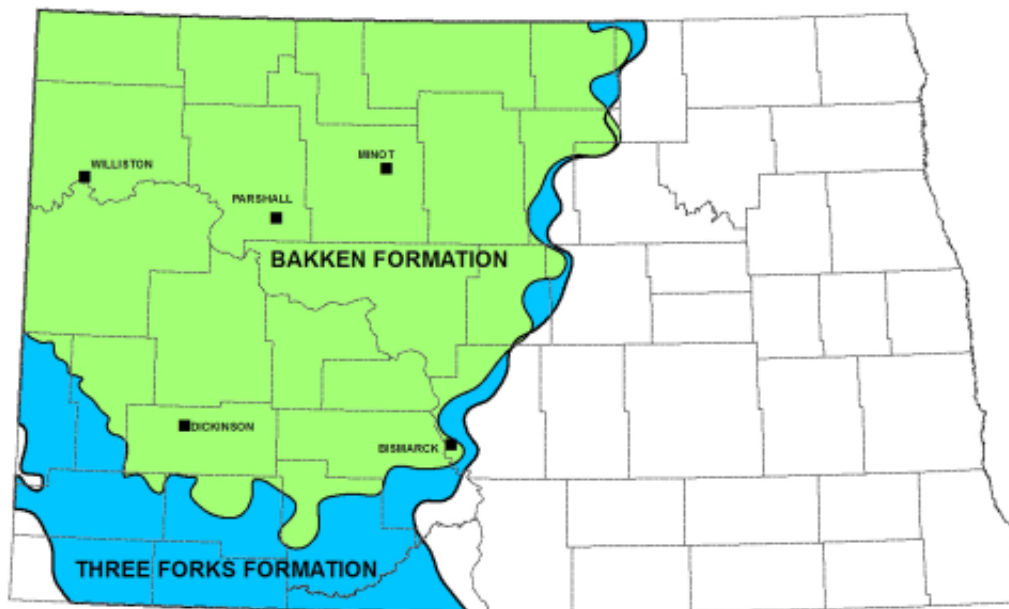 MINOT
WILLISTON
PARSHALL
BAKKEN FORMATION
DICKINSON
BISMARCK
THREE FORKS FORMATION